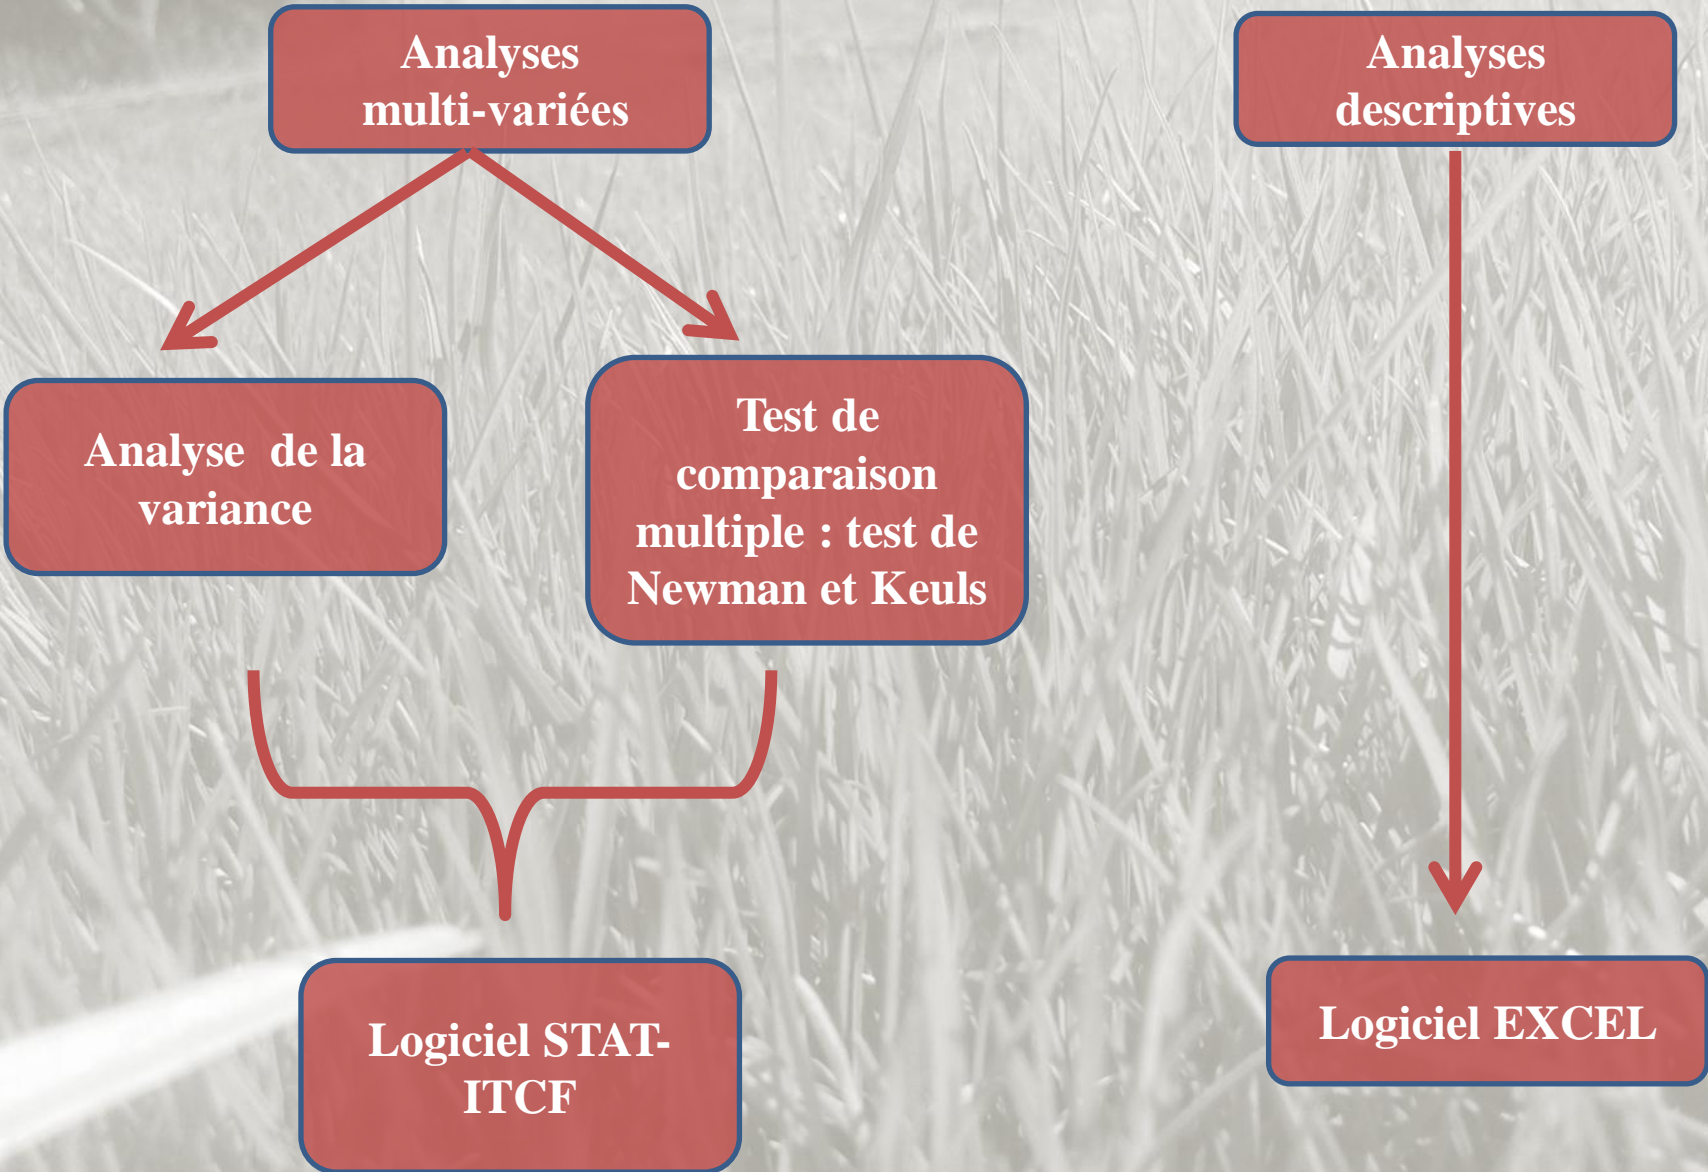 Analyses
multi-variées
Analyses
descriptives
Analyse de la
variance
Test de
comparaison
multiple : test de
Newman et Keuls
Logiciel STAT-
ITCF
Logiciel EXCEL